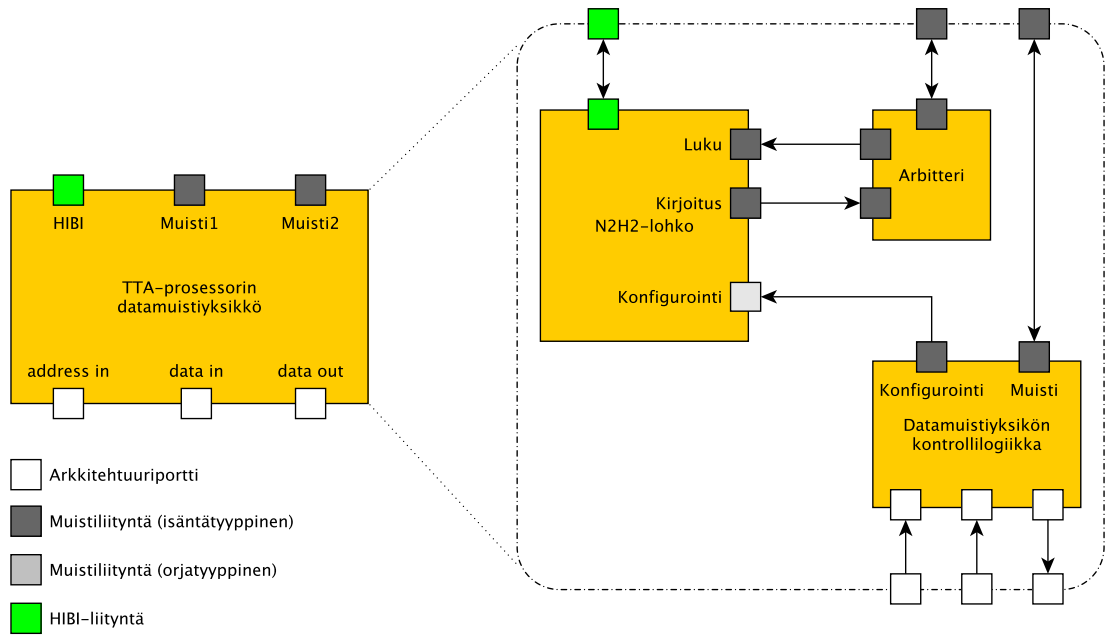 HIBI
Muisti1
Muisti2
TTA-prosessorin
datamuistiyksikkö
address in
data in
data out
Arkkitehtuuriportti
Muistiliityntä (isäntätyyppinen)
Muistiliityntä (orjatyyppinen)
HIBI-liityntä
Luku
Kirjoitus
N2H2-lohko
Konfigurointi
Arbitteri
Konfigurointi
Muisti
Datamuistiyksikön
kontrollilogiikka